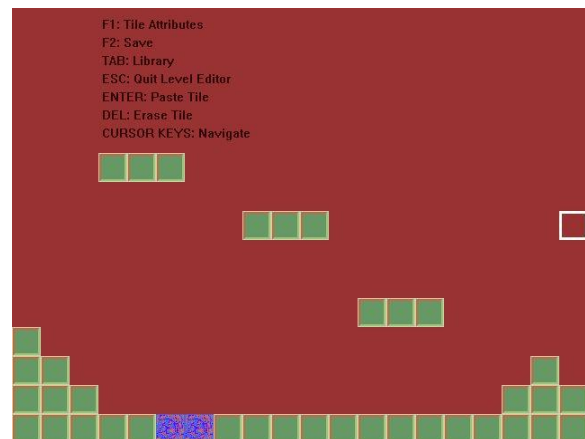 F1: Tile Attributes
F2: Save
TAB: Library
ESC: Quit Level Editor
ENTER: Paste Tile
DEL: Erase Tile
CURSOR KEYS: Navigate